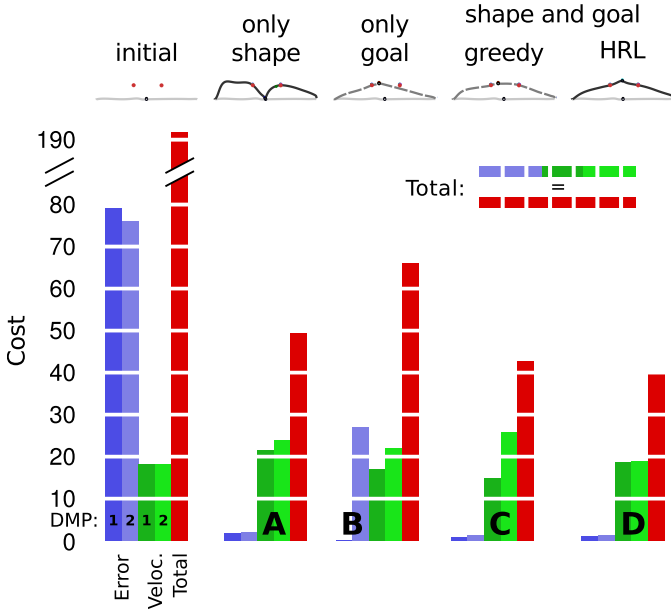 shape and goal
only
only
initial
shape
goal
greedy
HRL
190
Total:
=
80
70
60
50
Cost
40
30
20
10
DMP: 1 2 1 2
A
B
C
D
0
Error
Veloc.
Total